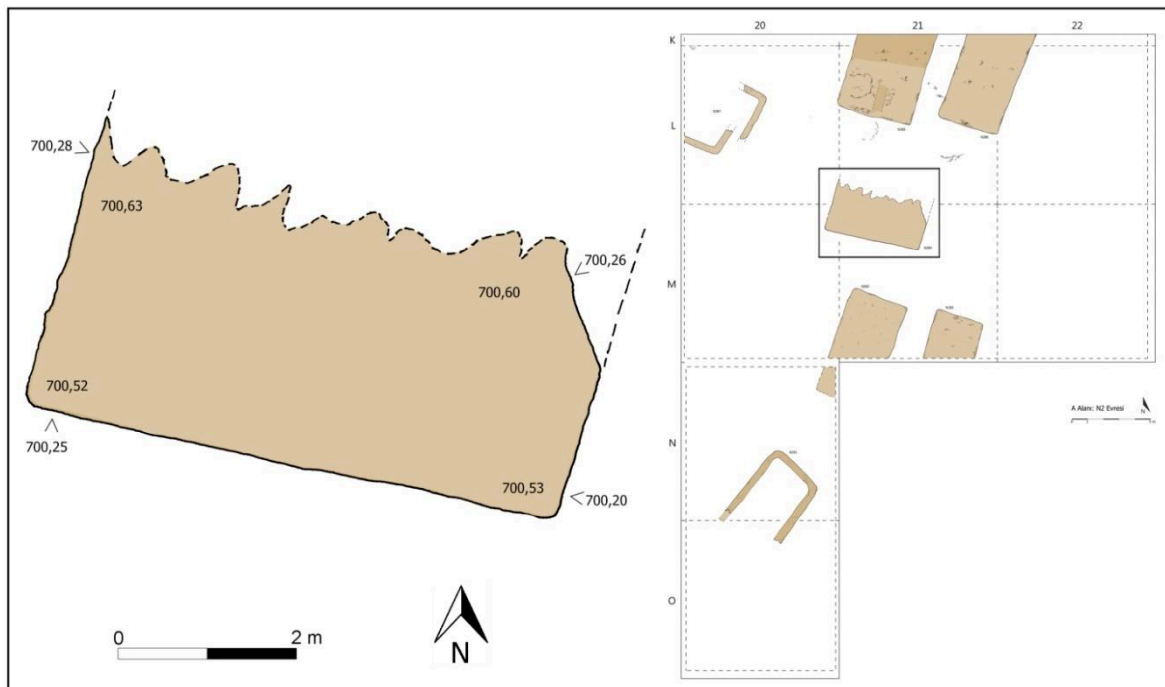 700,28
700,63
700,26
700,60
700,52
700,25
700,53
700,20
0 2 m
N
20 21 22
K
L
M
N
O
A Alanı: N2 Evresi
N